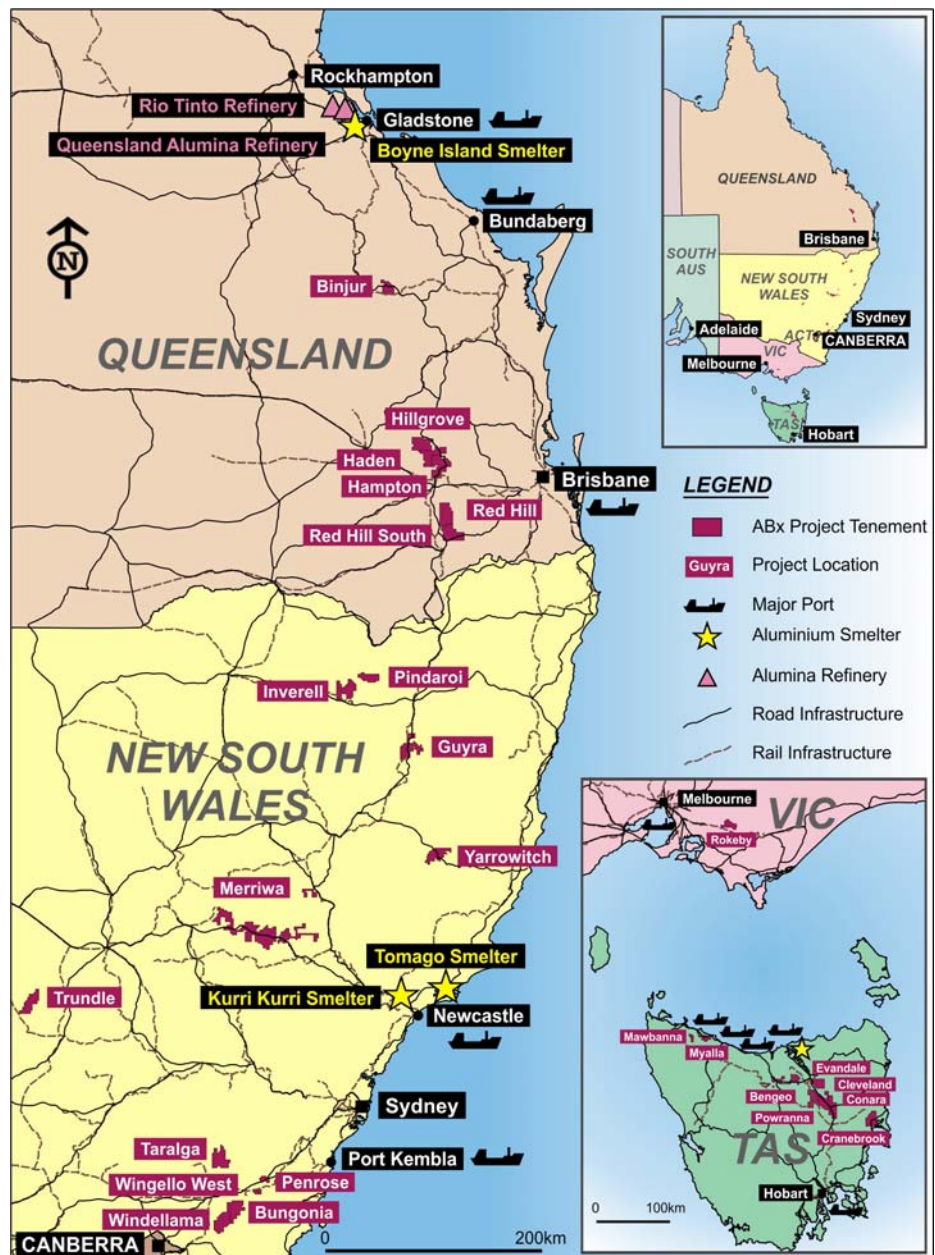 Rockhampton
Rio Tinto Refinery
Gladstone
Queensland Alumina Refinery
Boyne Island Smelter
Bundaberg
N
Binjur
QUEENSLAND
Hillgrove
Haden
Hampton
Brisbane
Red Hill
Red Hill South
Pindaroi
Inverell
Guyra
NEW SOUTH
WALES
Yarrowitch
Merriwa
Tomago Smelter
Kurri Kurri Smelter
Trundle
Newcastle
Sydney
Taralga
Port Kembla
Wingello West
Penrose
Windellama
Bungonia
CANBERRA
0
200km
QUEENSLAND
Brisbane
SOUTH
AUS
NEW SOUTH
WALES
Sydney
Adelaide
ACT
CANBERRA
VIC
Melbourne
TAS
Hobart
LEGEND
ABx Project Tenement
Guyra
Project Location
Major Port
Aluminium Smelter
Alumina Refinery
Road Infrastructure
Rail Infrastructure
Melbourne
VIC
Rokeby
Mawbanna
Myalla
Evandale
Cleveland
Bengeo
Conara
Powranna
Cranebrook
TAS
Hobart
0
100km